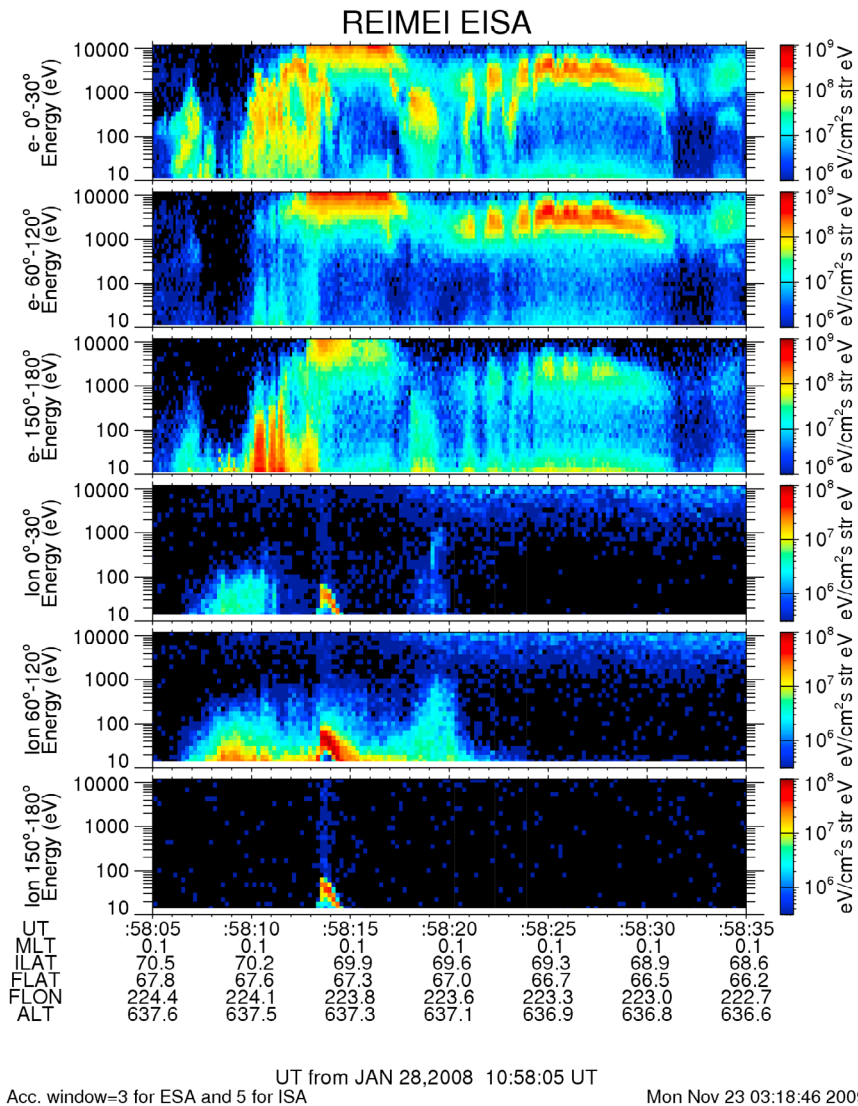 REIMEI EISA
e- 0°-30°
Energy (eV)
10000
1000
100
10
10⁹
10⁸
10⁷
10⁶
eV/cm²s str eV
e- 60°-120°
Energy (eV)
10000
1000
100
10
10⁹
10⁸
10⁷
10⁶
eV/cm²s str eV
e- 150°-180°
Energy (eV)
10000
1000
100
10
10⁹
10⁸
10⁷
10⁶
eV/cm²s str eV
Ion 0°-30°
Energy (eV)
10000
1000
100
10
10⁸
10⁷
10⁶
eV/cm²s str eV
Ion 60°-120°
Energy (eV)
10000
1000
100
10
10⁸
10⁷
10⁶
eV/cm²s str eV
Ion 150°-180°
Energy (eV)
10000
1000
100
10
10⁸
10⁷
10⁶
eV/cm²s str eV
UT :58:05 :58:10 :58:15 :58:20 :58:25 :58:30 :58:35
MLT 0.1 0.1 0.1 0.1 0.1 0.1 0.1
ILAT 70.5 70.2 69.9 69.6 69.3 68.9 68.6
FLAT 67.8 67.6 67.3 67.0 66.7 66.5 66.2
FLON 224.4 224.1 223.8 223.6 223.3 223.0 222.7
ALT 637.6 637.5 637.3 637.1 636.9 636.8 636.6
UT from JAN 28,2008 10:58:05 UT
Acc. window=3 for ESA and 5 for ISA
Mon Nov 23 03:18:46